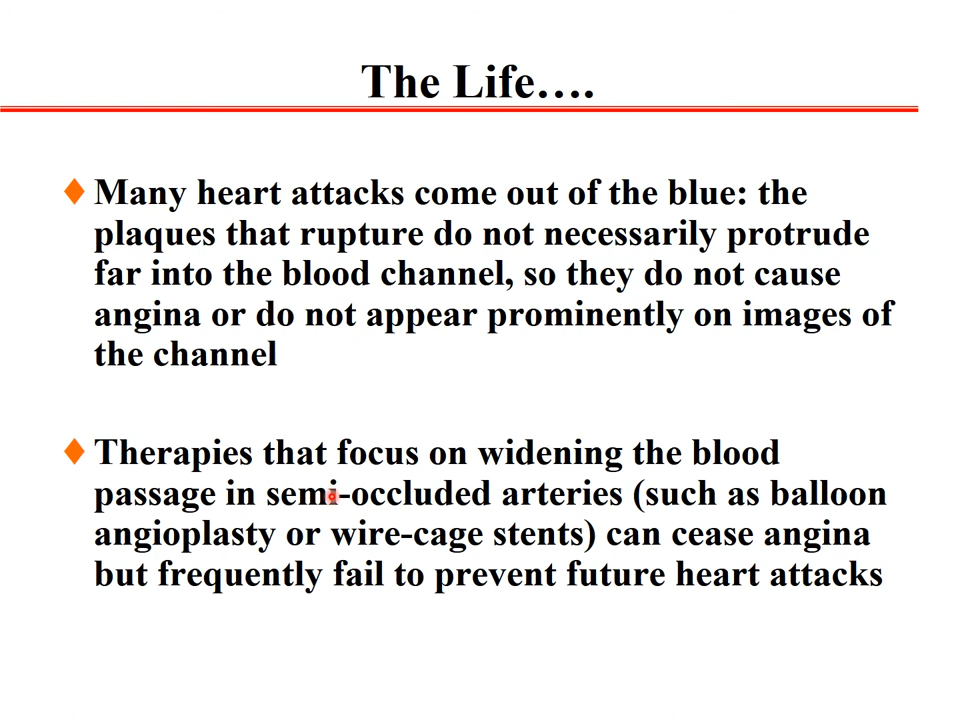 The Life….
Many heart attacks come out of the blue: the
plaques that rupture do not necessarily protrude
far into the blood channel, so they do not cause
angina or do not appear prominently on images of
the channel
Therapies that focus on widening the blood
passage in semi-occluded arteries (such as balloon
angioplasty or wire-cage stents) can cease angina
but frequently fail to prevent future heart attacks